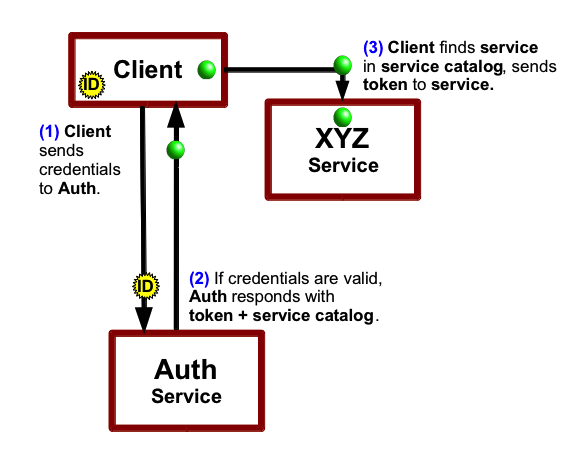 Client
ID
(3) Client finds service
in service catalog, sends
token to service.
XYZ
Service
(1) Client
sends
credentials
to Auth.
ID
(2) If credentials are valid,
Auth responds with
token + service catalog.
Auth
Service